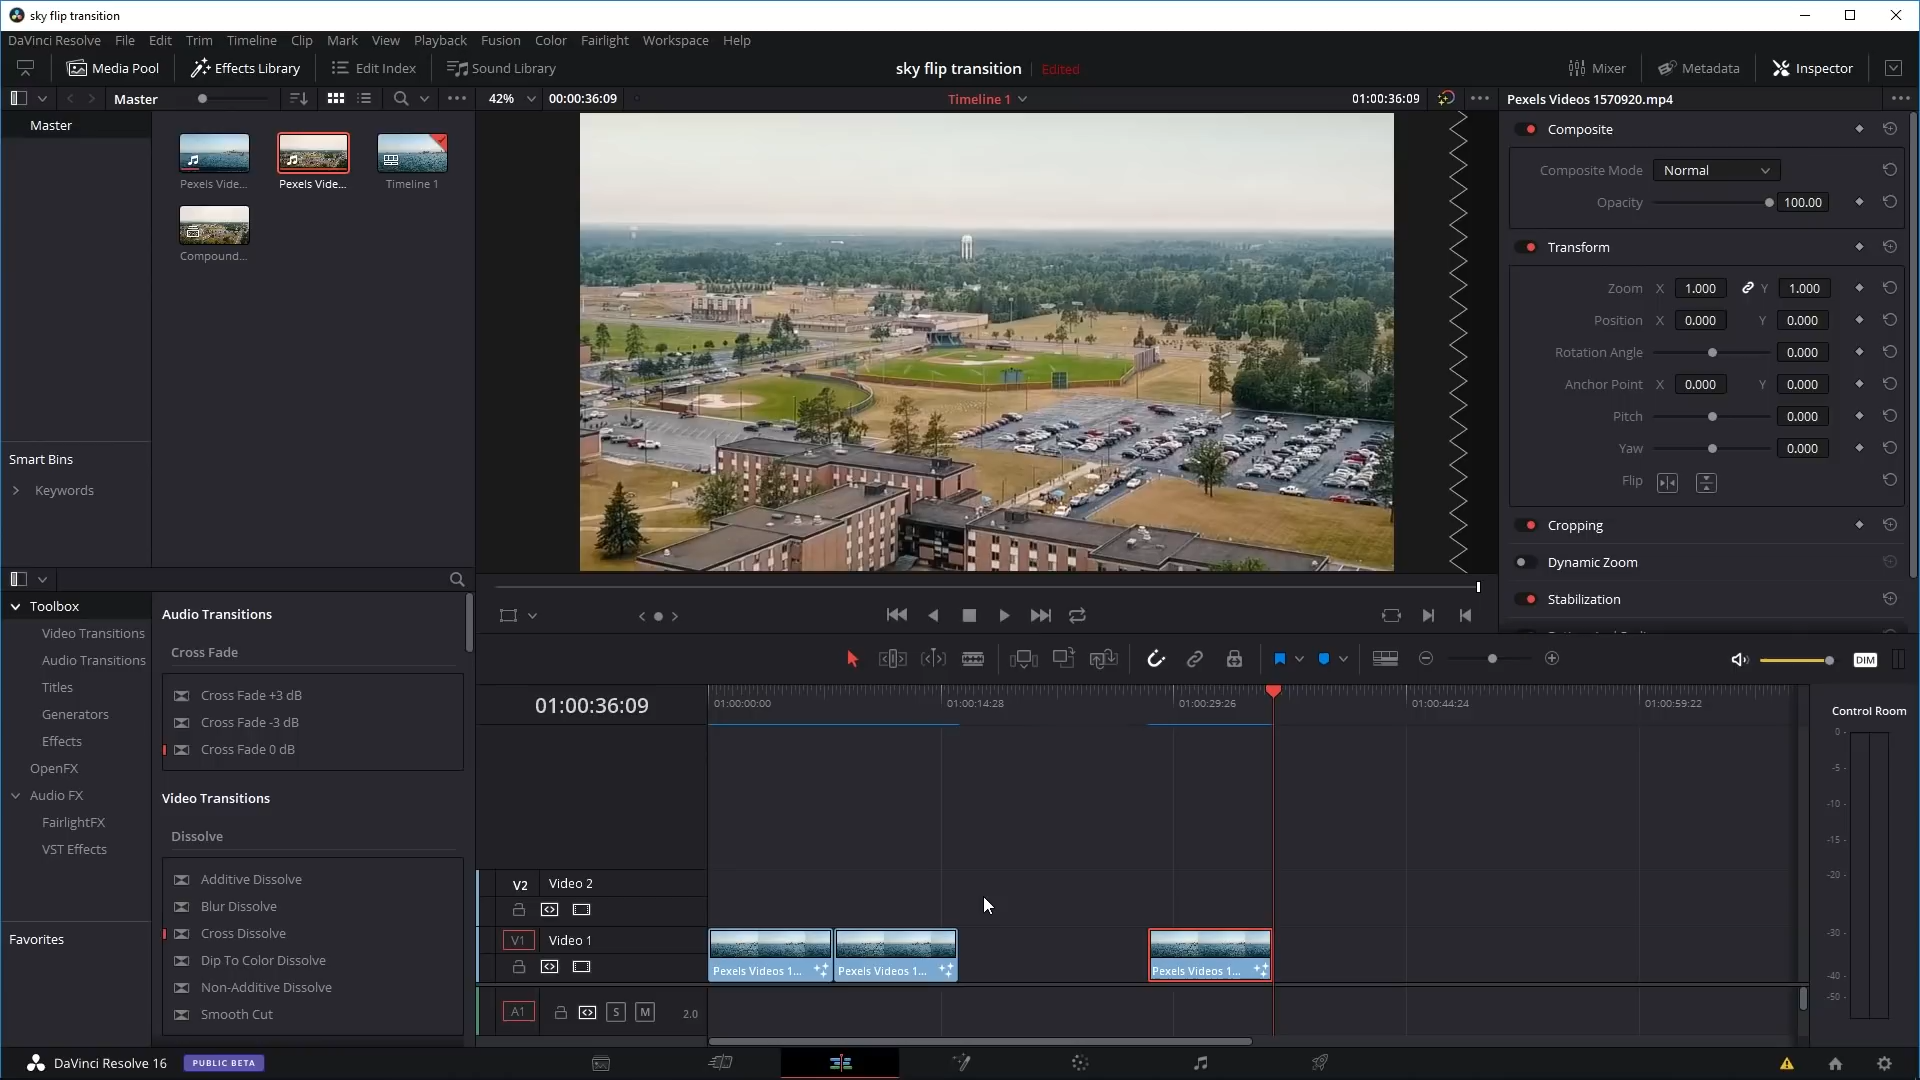 sky flip transition
DaVinci Resolve File Edit Trim Timeline Clip Mark View Playback Fusion Color Fairlight Workspace Help
Media Pool Effects Library Edit Index Sound Library sky flip transition Edited Mixer Metadata Inspector
Master 42% 00:00:36:09 Timeline 1 01:00:36:09 Pexels Videos 1570920.mp4
Master
Pexels Vide... Pexels Vide... Timeline 1
Compound...
Smart Bins
Keywords
Composite
Composite Mode Normal
Opacity 100.00
Transform
Zoom X 1.000 Y 1.000
Position X 0.000 Y 0.000
Rotation Angle 0.000
Anchor Point X 0.000 Y 0.000
Pitch 0.000
Yaw 0.000
Flip
Cropping
Dynamic Zoom
Stabilization
Toolbox
Video Transitions
Audio Transitions
Titles
Generators
Effects
OpenFX
Audio FX
FairlightFX
VST Effects
Favorites
Audio Transitions
Cross Fade
Cross Fade +3 dB
Cross Fade -3 dB
Cross Fade 0 dB
Video Transitions
Dissolve
Additive Dissolve
Blur Dissolve
Cross Dissolve
Dip To Color Dissolve
Non-Additive Dissolve
Smooth Cut
DIM
01:00:36:09 01:00:00:00 01:00:14:28 01:00:29:26 01:00:44:24 01:00:59:22
V2 Video 2
V1 Video 1
Pexels Videos 1... Pexels Videos 1... Pexels Videos 1...
A1 S M 2.0
Control Room
0
-5
-10
-15
-20
-30
-40
-50
DaVinci Resolve 16 PUBLIC BETA